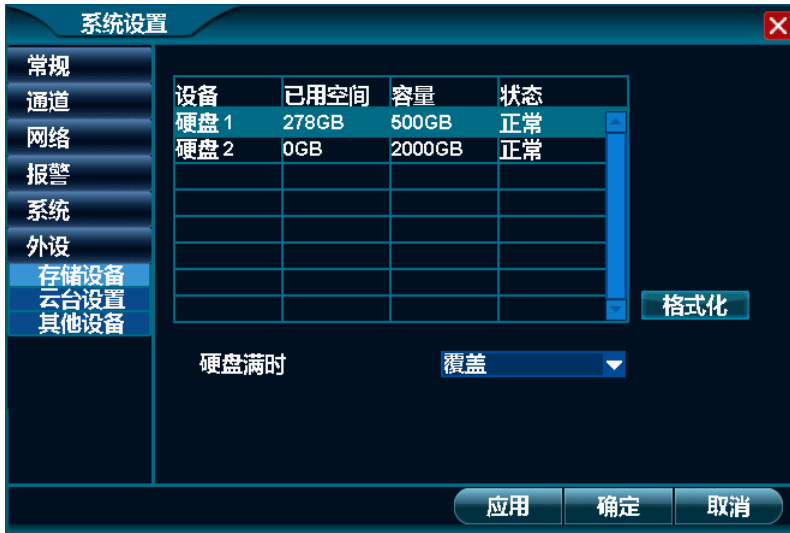 系统设置
常规
通道
网络
报警
系统
外设
存储设备
云台设置
其他设备
设备 已用空间 容量 状态
硬盘1 278GB 500GB 正常
硬盘2 0GB 2000GB 正常
格式化
硬盘满时 覆盖
应用 确定 取消